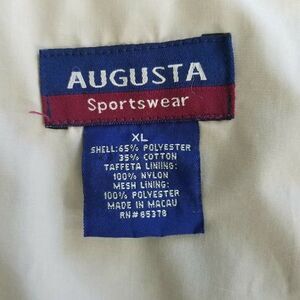 AUGUSTA
Sportswear
XL
SHELL:65% POLYESTER
35% COTTON
TAFFETA LINING:
100% NYLON
MESH LINING:
100% POLYESTER
MADE IN MACAU
RN# 65378